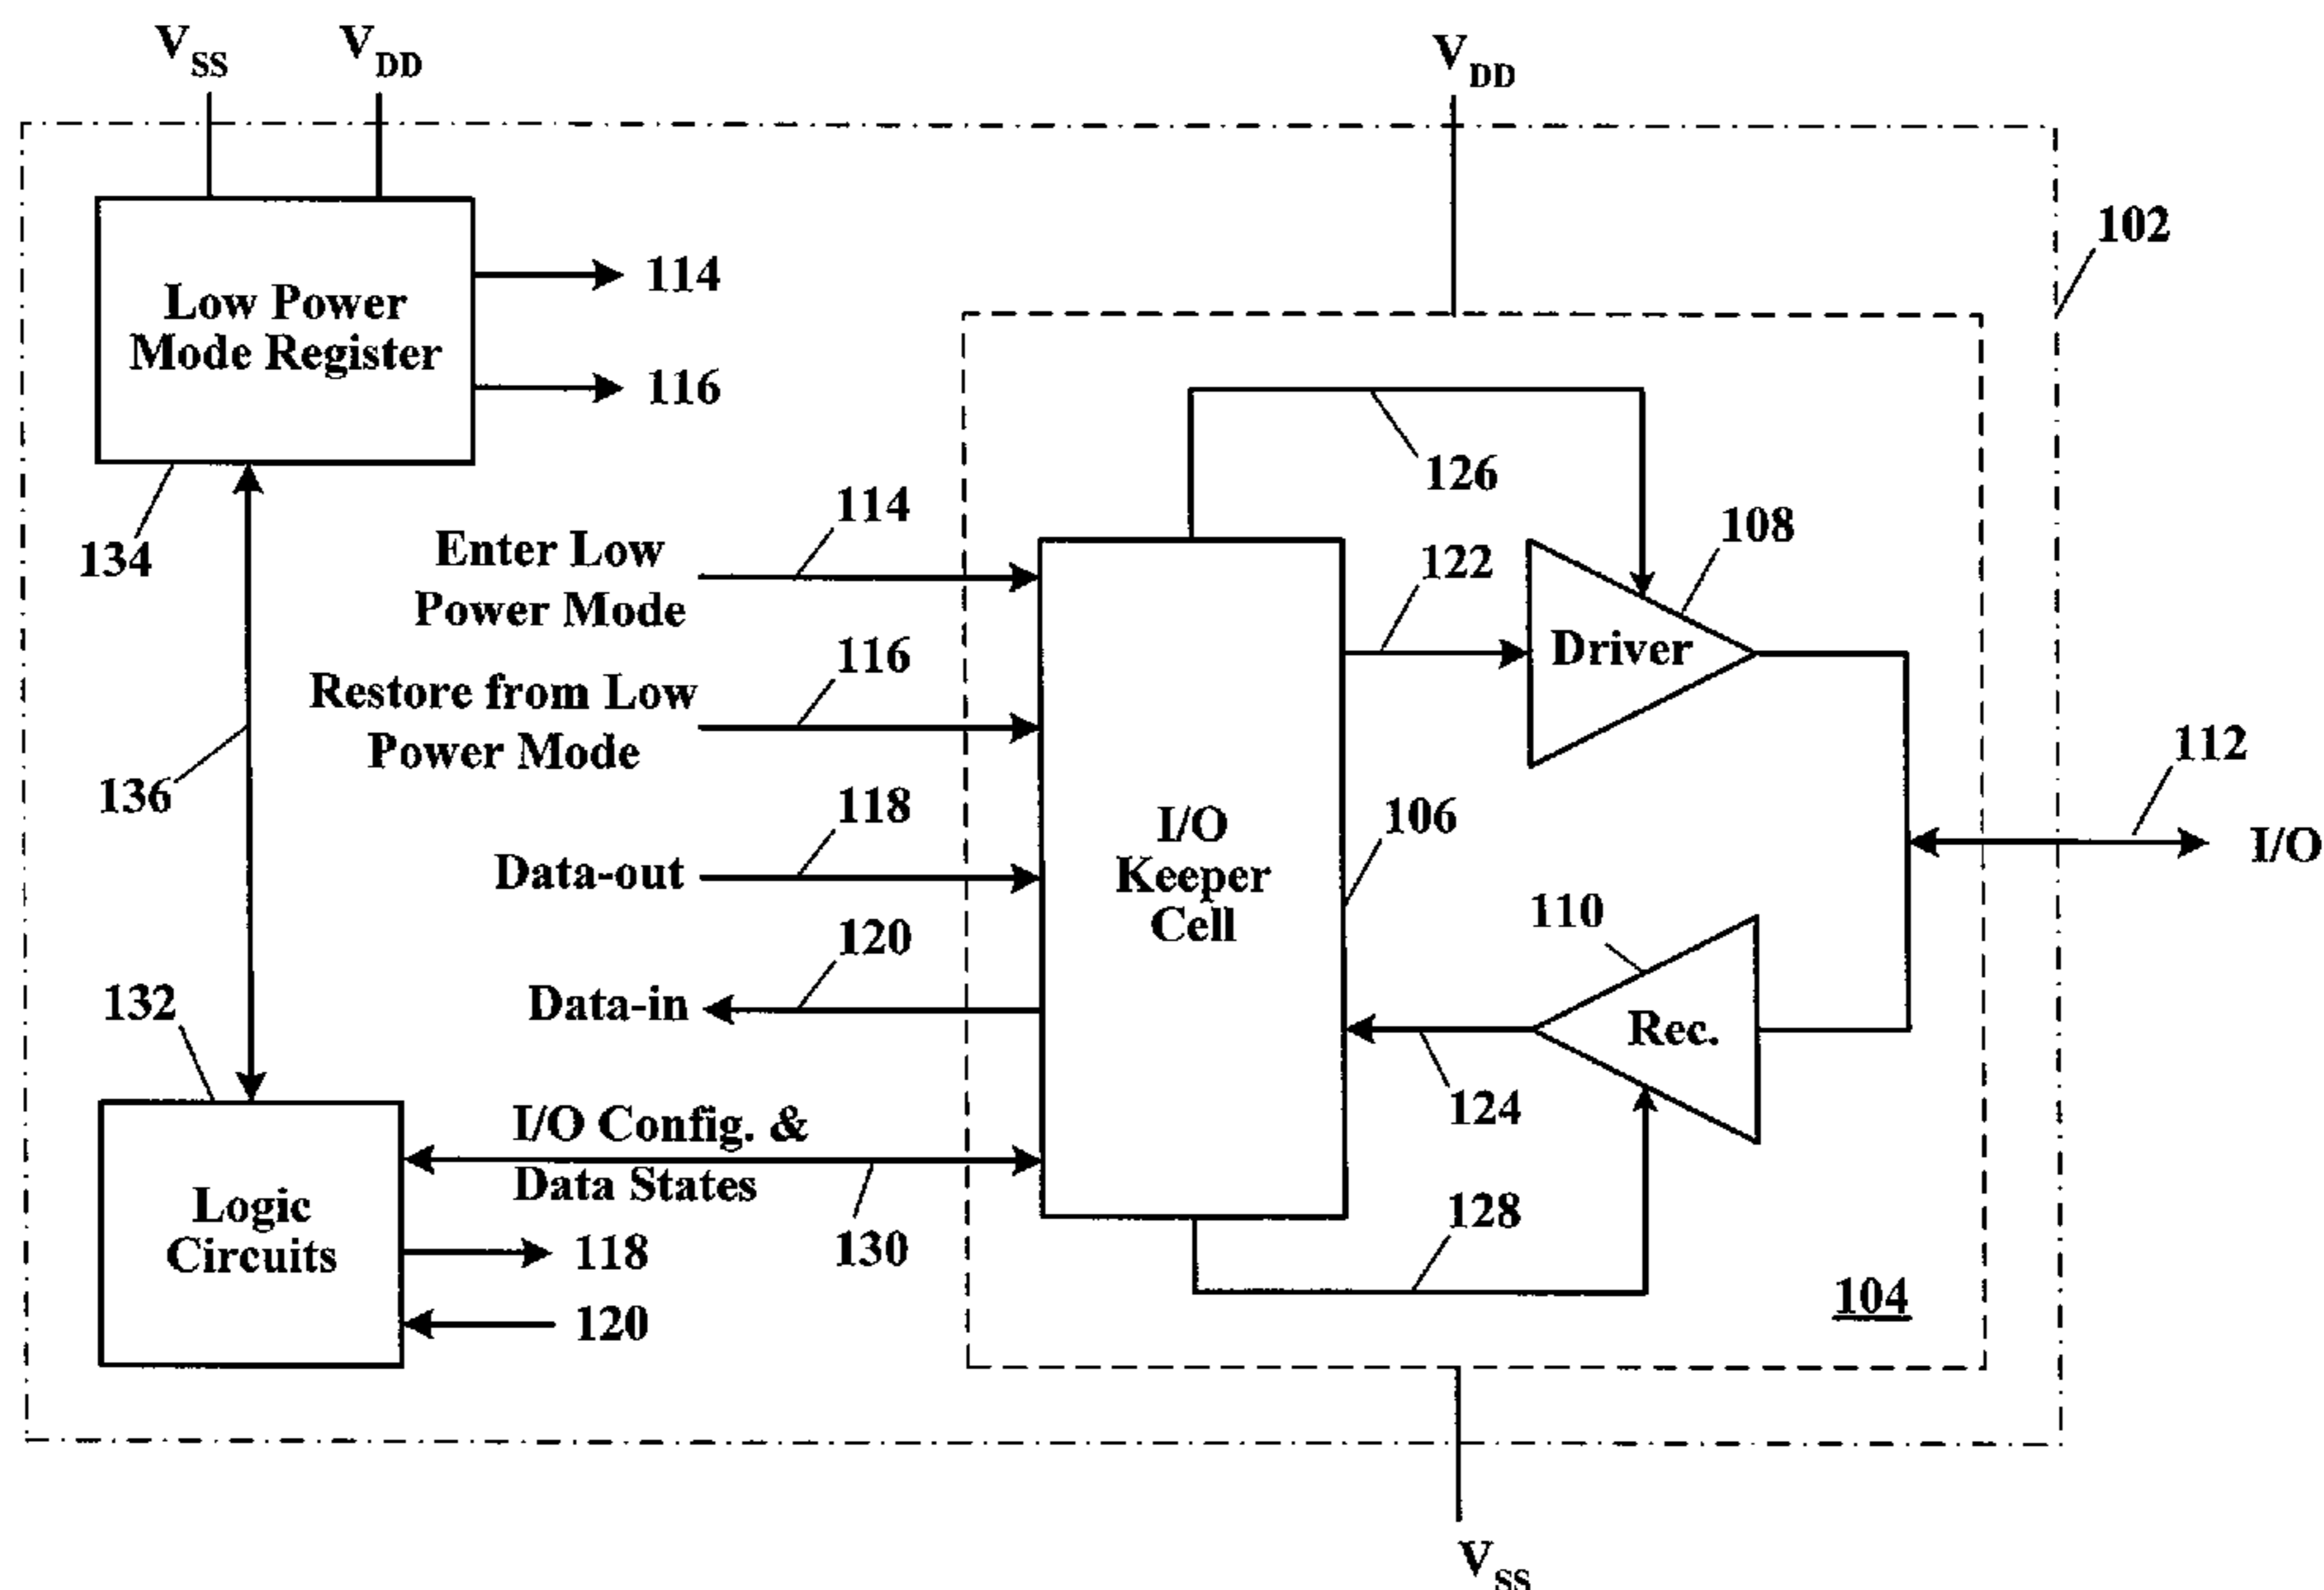 VSS
VDD
VDD
102
Low Power
Mode Register
114
116
134
126
114
Enter Low
Power Mode
122
108
Driver
116
Restore from Low
Power Mode
136
118
Data-out
I/O
Keeper
Cell
106
112
I/O
110
120
Data-in
Rec.
124
132
I/O Config. &
Data States
130
Logic
Circuits
118
120
128
104
VSS